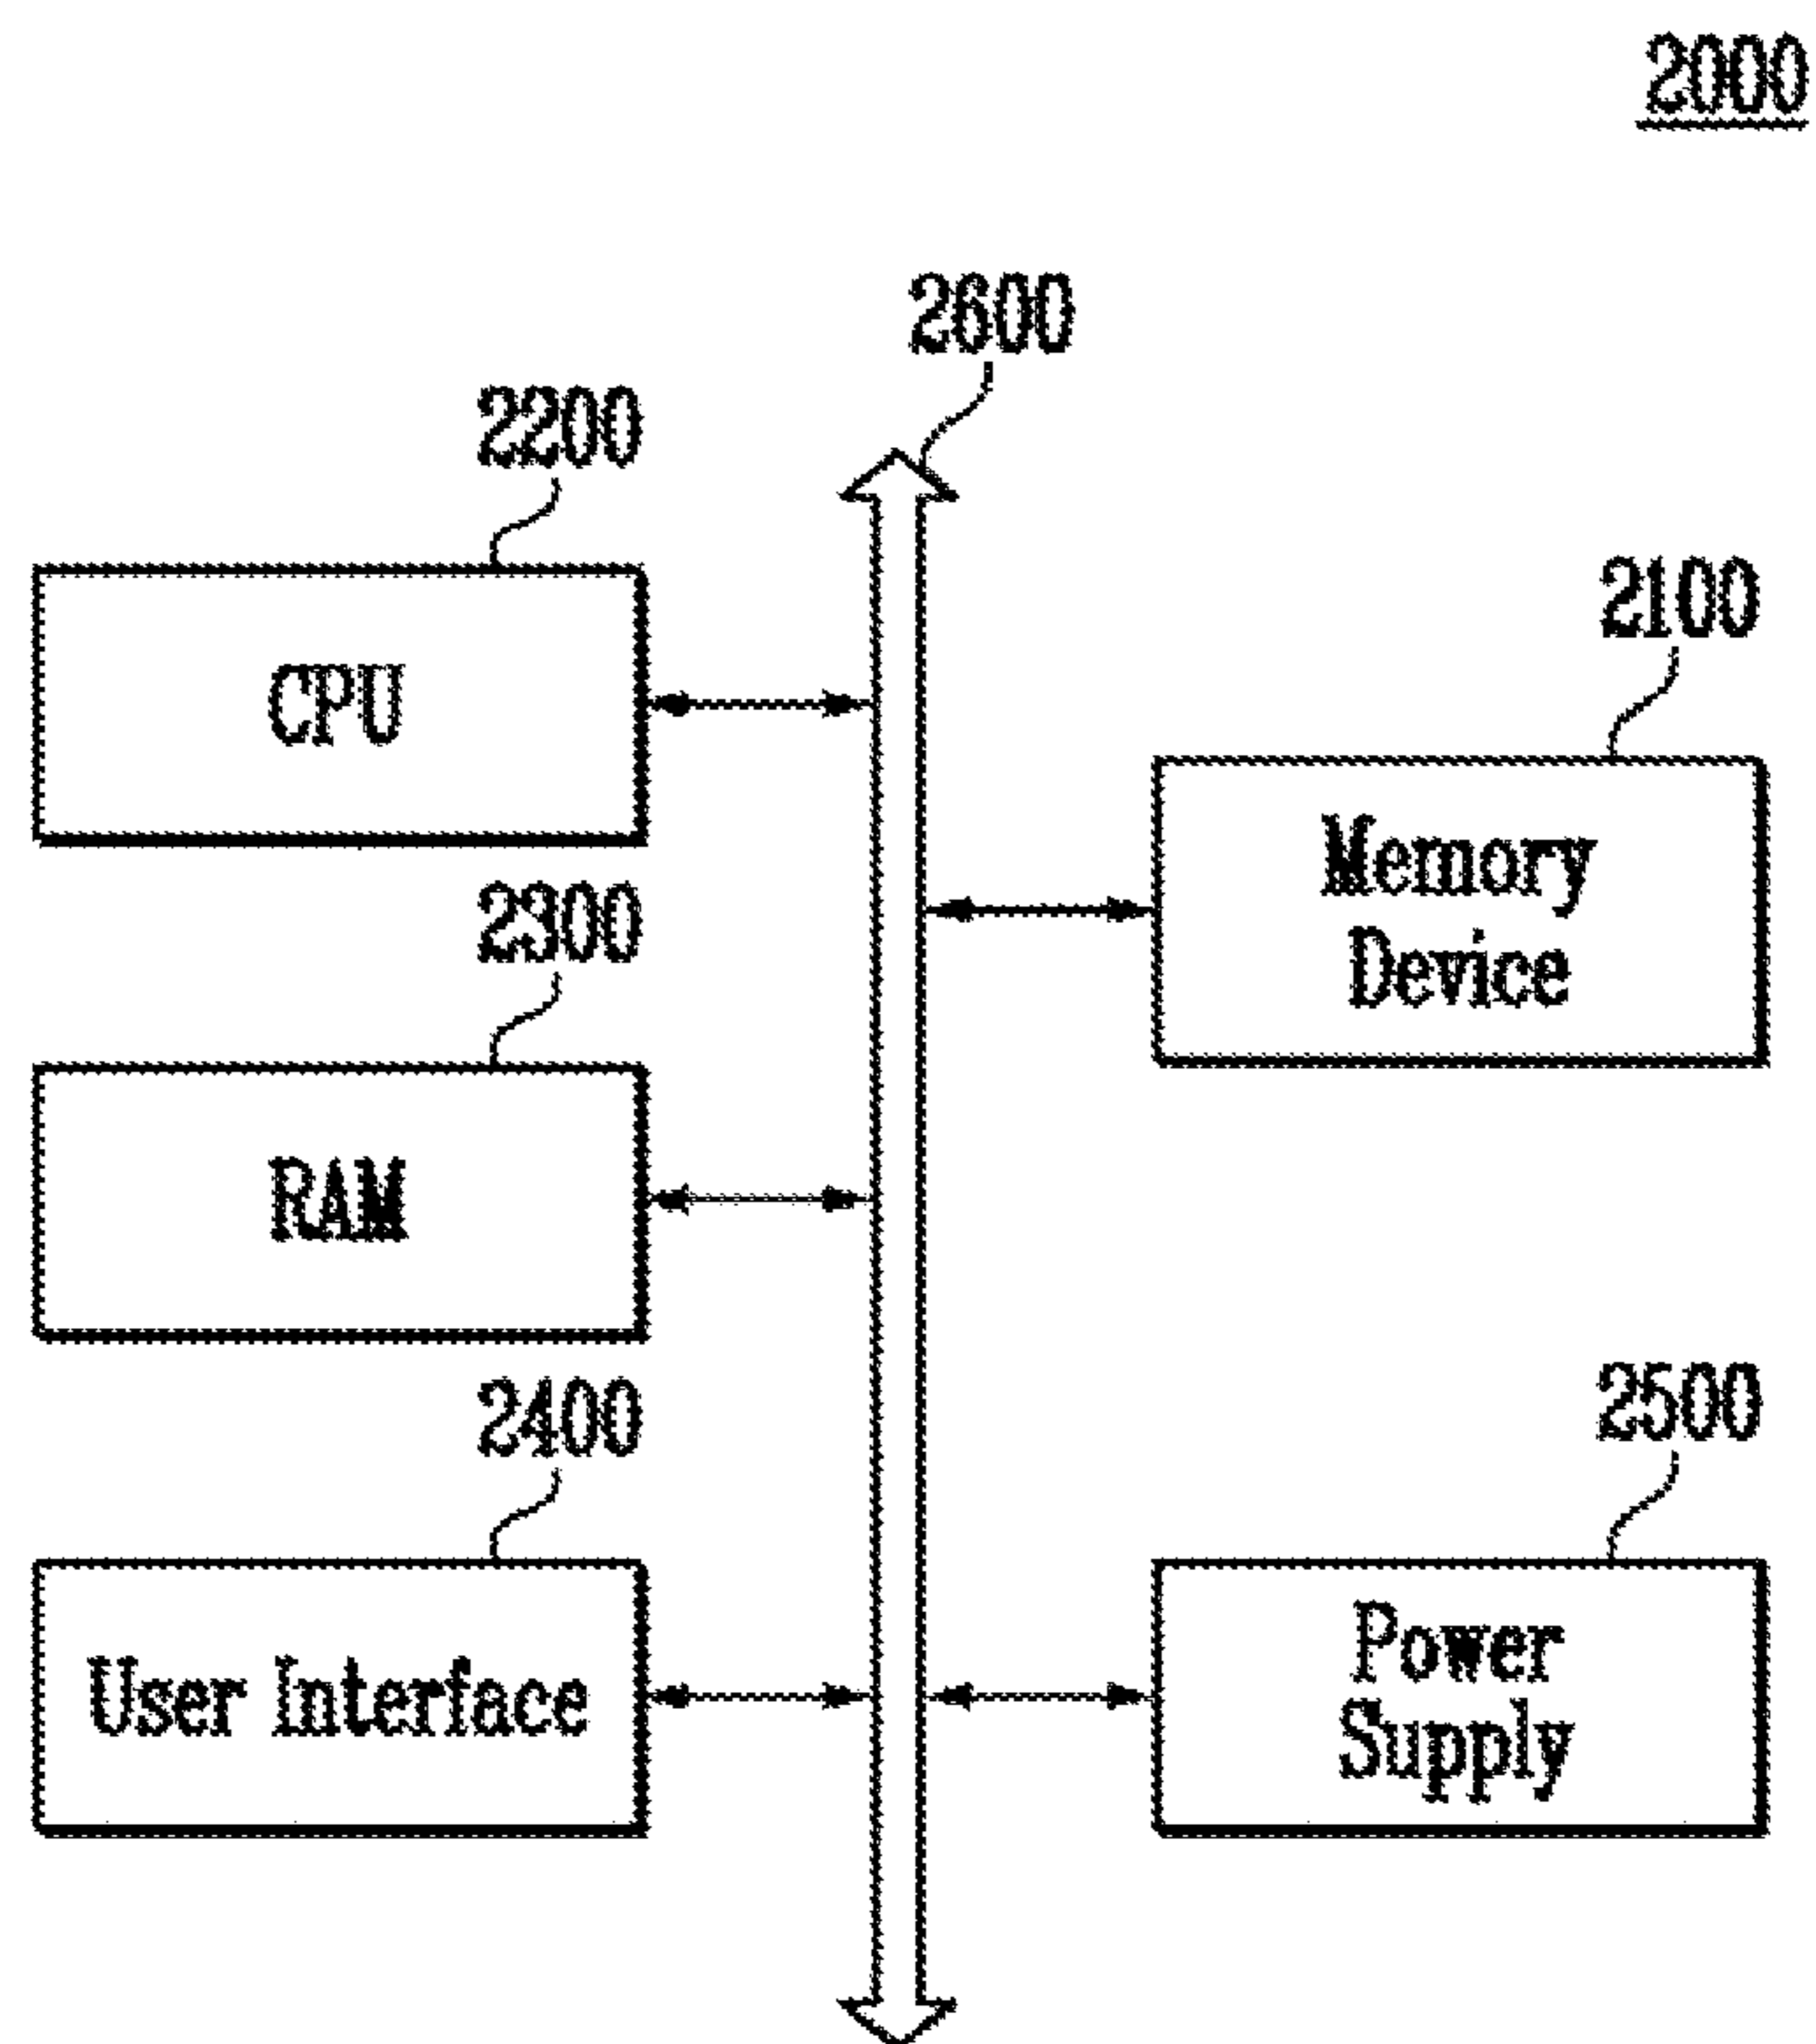 2000
2600
2200
CPU
2100
Memory
Device
2300
RAM
2400
User Interface
2500
Power
Supply